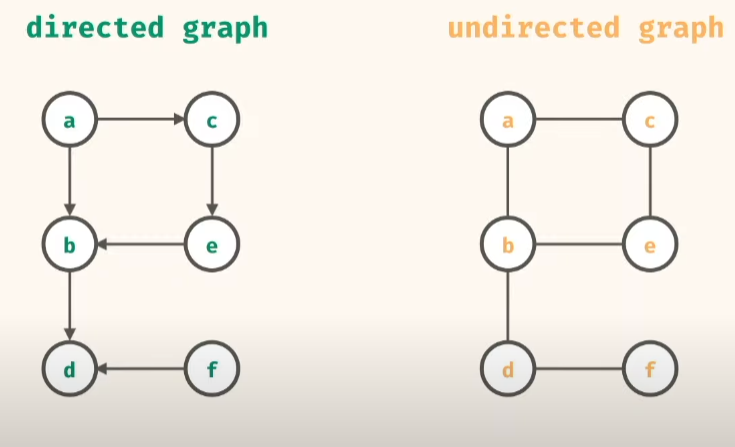 directed graph
undirected graph
a c
a c
b e
b e
d f
d f